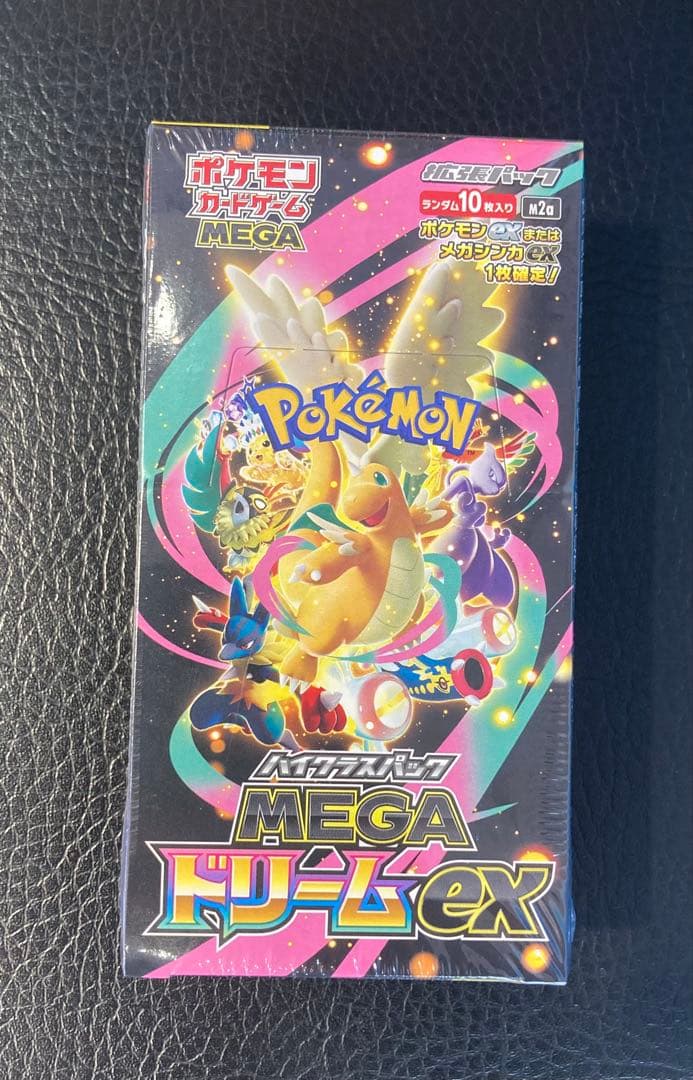 ポケモン
カードゲーム
MEGA
拡張パック
ランダム10枚入り
M2a
ポケモンexまたは
メガシンカex
1枚確定!
POKéMON
TM
ハイクラスパック
MEGA
ドリームex